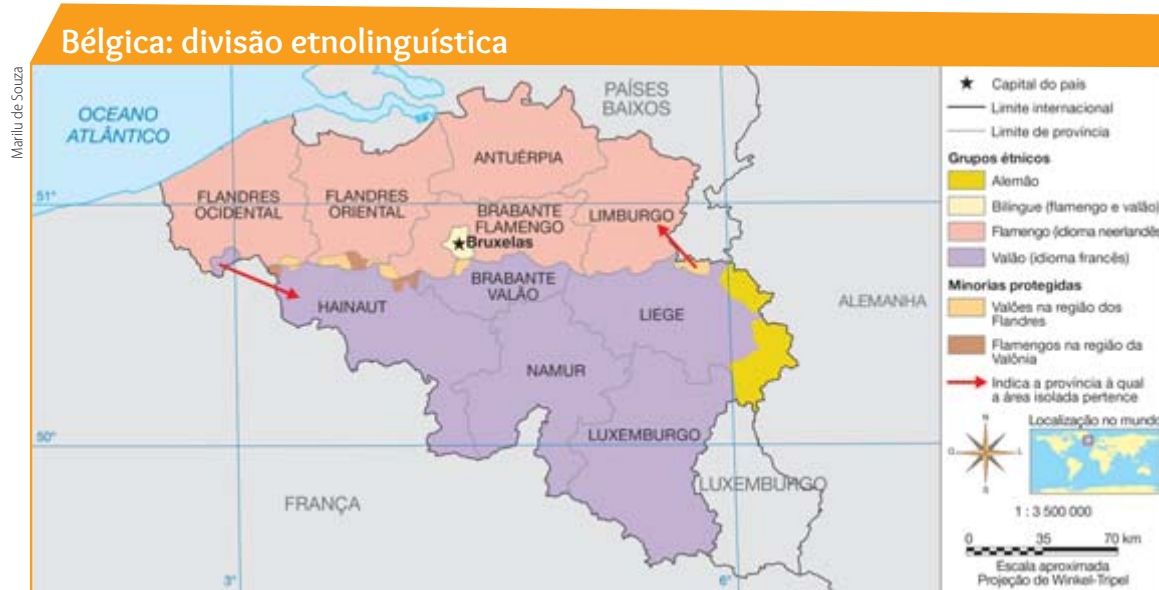 Bélgica: divisão etnolinguística
Marilu de Souza
OCEANO
ATLÂNTICO
PAÍSES
BAIXOS
ANTUÉRPIA
51°
FLANDRES
OCIDENTAL
FLANDRES
ORIENTAL
BRABANTE
FLAMENGO
LIMBURGO
Bruxelas
BRABANTE
VALÃO
HAINAUT
LIÈGE
ALEMANHA
NAMUR
50°
LUXEMBURGO
LUXEMBURGO
FRANÇA
3°
6°
Capital do país
Limite internacional
Limite de província
Grupos étnicos
Alemão
Bilíngue (flamengo e valão)
Flamengo (idioma neerlandês
Valão (idioma francês)
Minorias protegidas
Valões na região dos
Flandres
Flamengos na região da
Valônia
Indica a província à qual
a área isolada pertence
Localização no mundo
N
O
L
S
1 : 3 500 000
0 35 70 km
Escala aproximada
Projeção de Winkel-Tripel